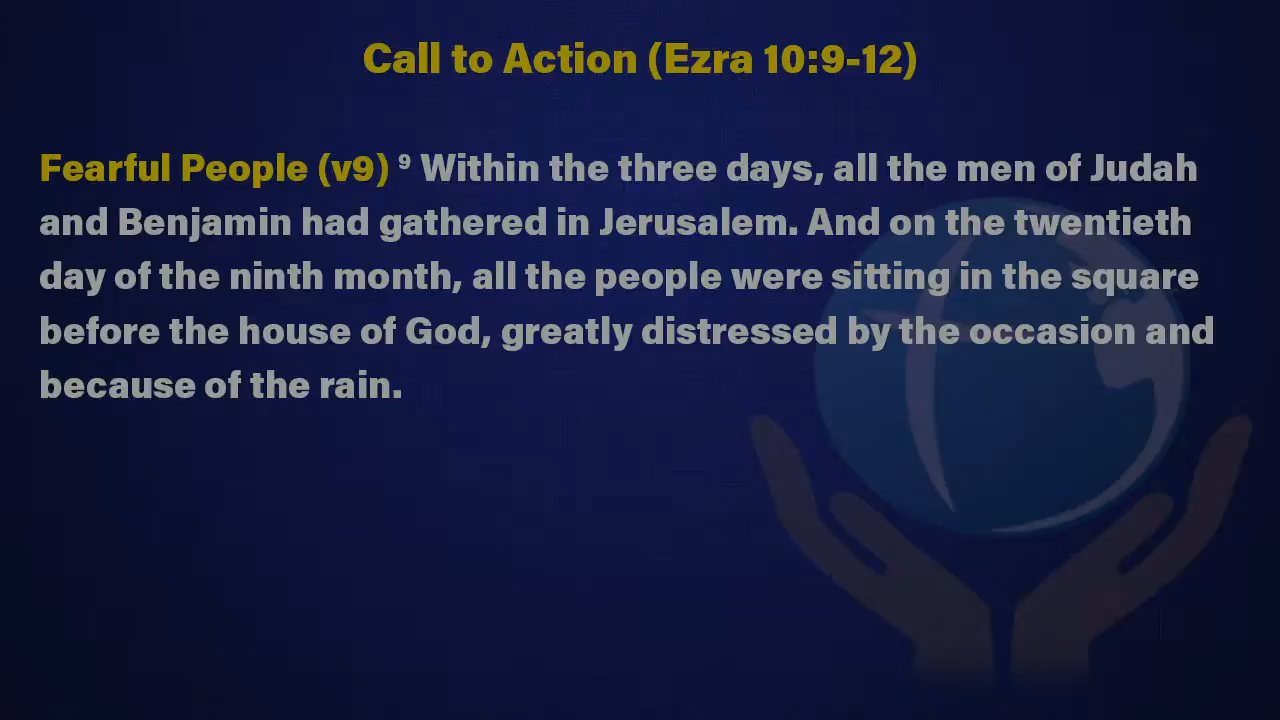 Call to Action (Ezra 10:9-12)
Fearful People (v9) ⁹ Within the three days, all the men of Judah
and Benjamin had gathered in Jerusalem. And on the twentieth
day of the ninth month, all the people were sitting in the square
before the house of God, greatly distressed by the occasion and
because of the rain.